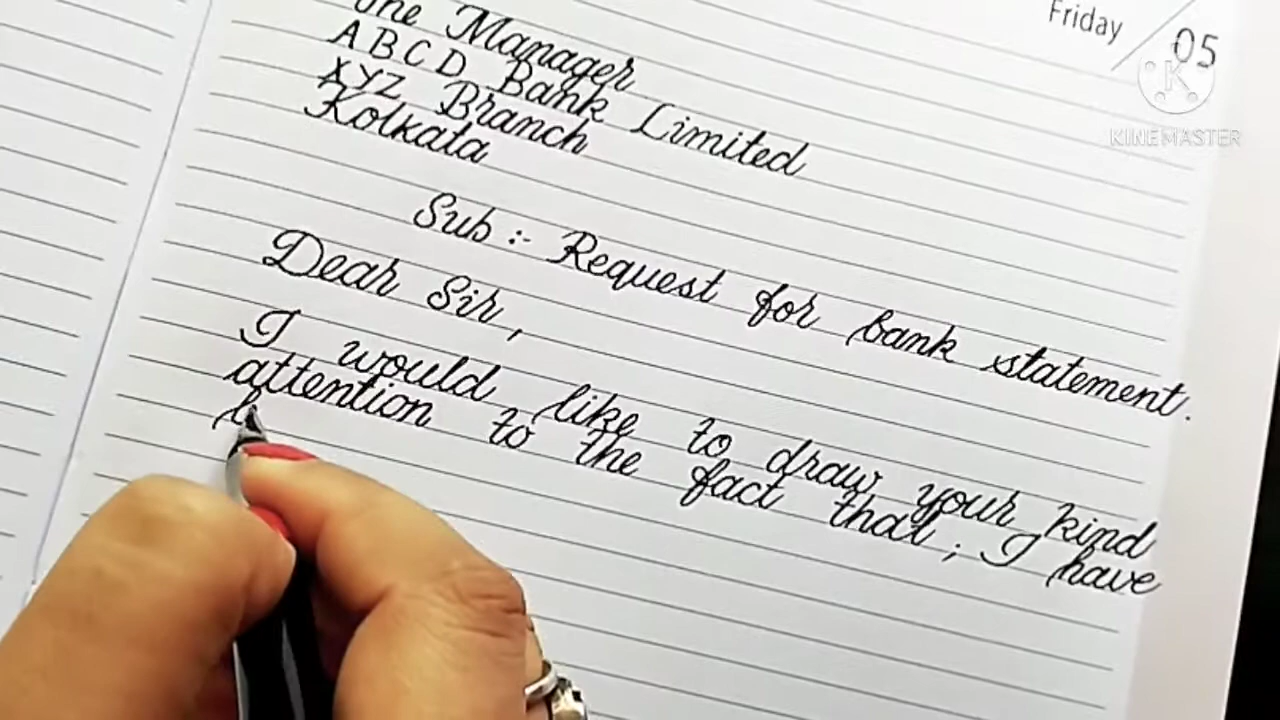 The Manager
ABCD Bank Limited
XYZ Branch
Kolkata
Sub :- Request for bank statement.
Dear Sir,
I would like to draw your kind
attention to the fact that; I have
Friday
05
K
KINEMASTER